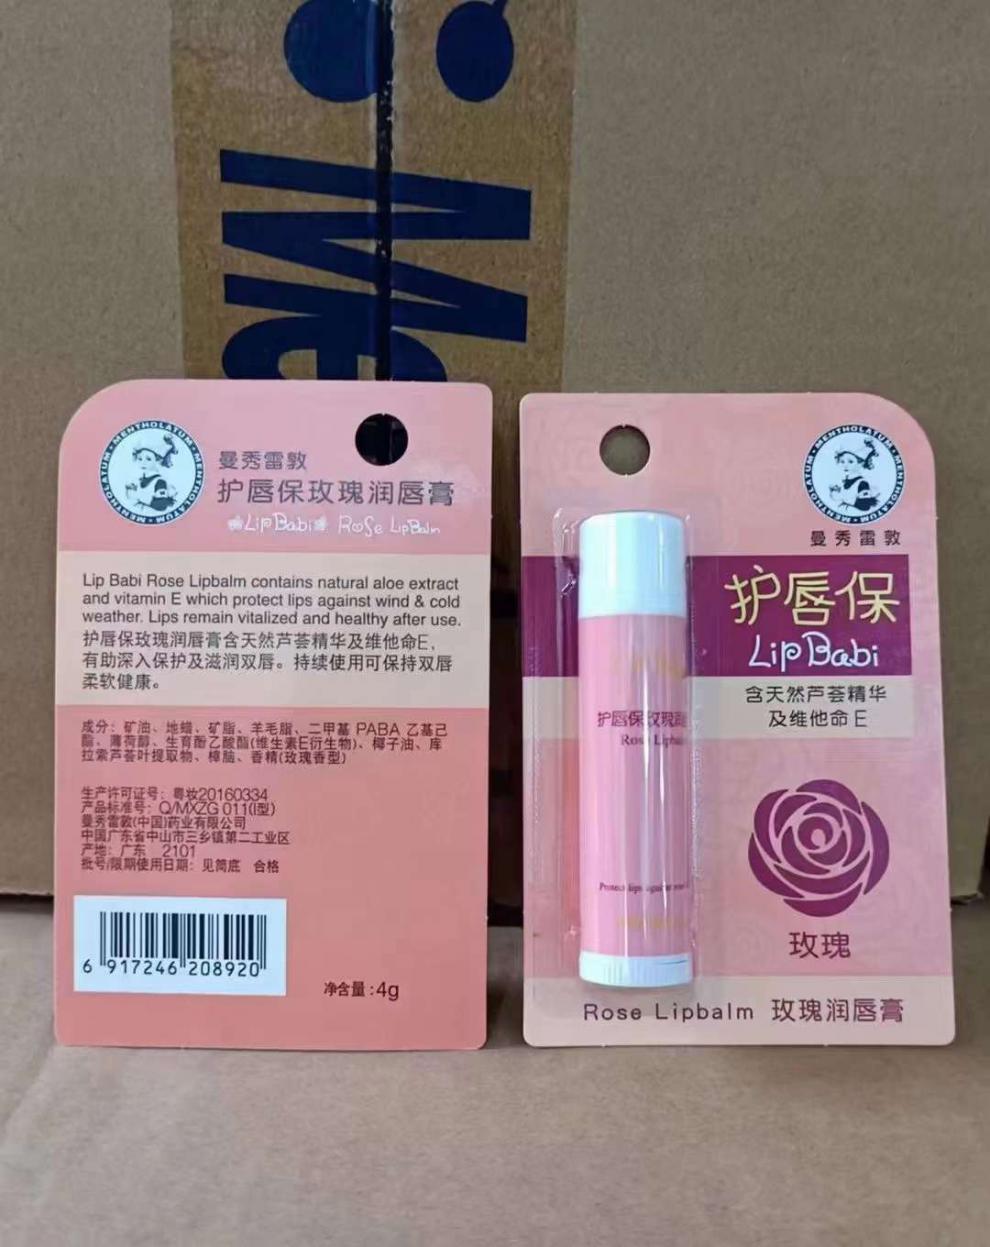 Me
MENTHOLATUM · MENTHOLATUM · MENTHOLATUM
曼秀雷敦
护唇保玫瑰润唇膏
Lip Babi Rose LipBalm
Lip Babi Rose Lipbalm contains natural aloe extract
and vitamin E which protect lips against wind & cold
weather. Lips remain vitalized and healthy after use.
护唇保玫瑰润唇膏含天然芦荟精华及维他命E,
有助深入保护及滋润双唇。持续使用可保持双唇
柔软健康。
成分：矿油、地蜡、矿脂、羊毛脂、二甲基 PABA 乙基己
酯、薄荷醇、生育酚乙酸酯(维生素E衍生物)、椰子油、库
拉索芦荟叶提取物、樟脑、香精(玫瑰香型)
生产许可证号：粤妆20160334
产品标准号：Q/MXZG 011(I型)
曼秀雷敦(中国)药业有限公司
中国广东省中山市三乡镇第二工业区
产地：广东 2101
批号/限期使用日期：见筒底 合格
6 917246 208920
净含量：4g
MENTHOLATUM · MENTHOLATUM · MENTHOLATUM
曼秀雷敦
护唇保
Lip Babi
含天然芦荟精华
及维他命 E
护唇保玫瑰润
Rose Lipba
Protect lips against
玫瑰
Rose Lipbalm 玫瑰润唇膏